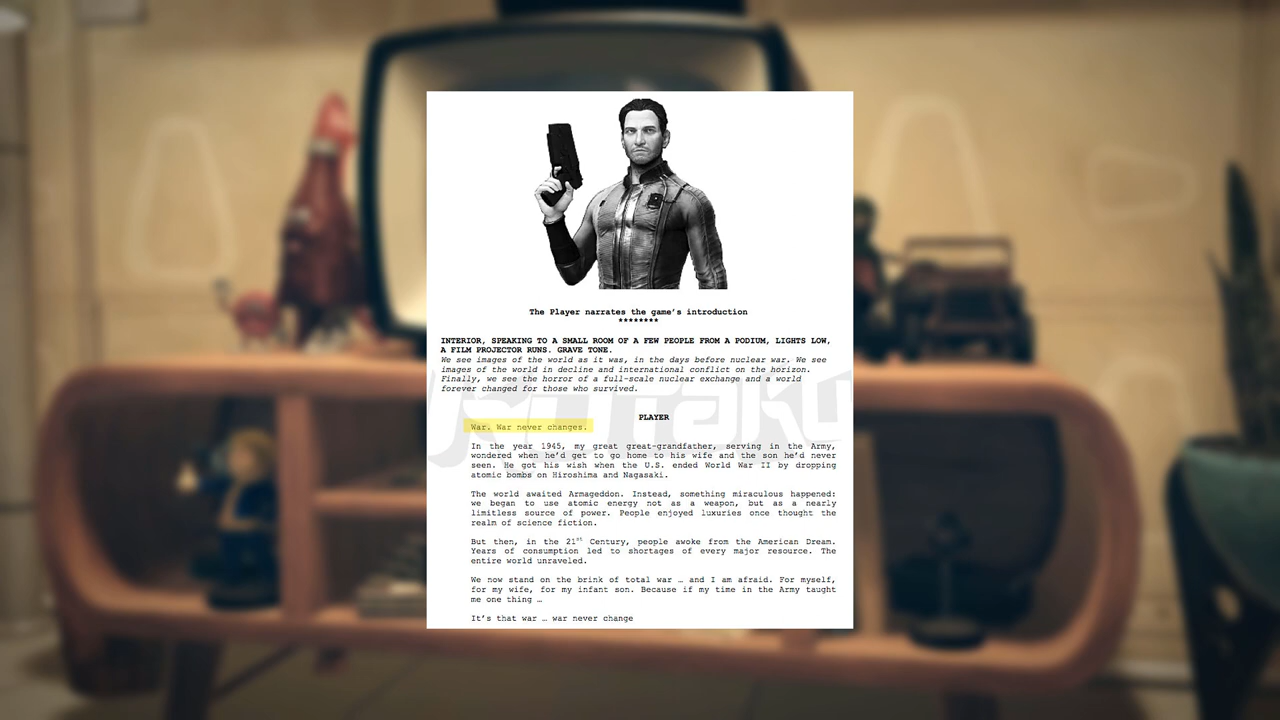 The Player narrates the game's introduction
********
INTERIOR, SPEAKING TO A SMALL ROOM OF A FEW PEOPLE FROM A PODIUM, LIGHTS LOW,
A FILM PROJECTOR RUNS. GRAVE TONE.
We see images of the world as it was, in the days before nuclear war. We see
images of the world in decline and international conflict on the horizon.
Finally, we see the horror of a full-scale nuclear exchange and a world
forever changed for those who survived.
PLAYER
War. War never changes.
In the year 1945, my great great-grandfather, serving in the Army,
wondered when he'd get to go home to his wife and the son he'd never
seen. He got his wish when the U.S. ended World War II by dropping
atomic bombs on Hiroshima and Nagasaki.
The world awaited Armageddon. Instead, something miraculous happened:
we began to use atomic energy not as a weapon, but as a nearly
limitless source of power. People enjoyed luxuries once thought the
realm of science fiction.
But then, in the 21st Century, people awoke from the American Dream.
Years of consumption led to shortages of every major resource. The
entire world unraveled.
We now stand on the brink of total war … and I am afraid. For myself,
for my wife, for my infant son. Because if my time in the Army taught
me one thing …
It's that war … war never change
Kotaku